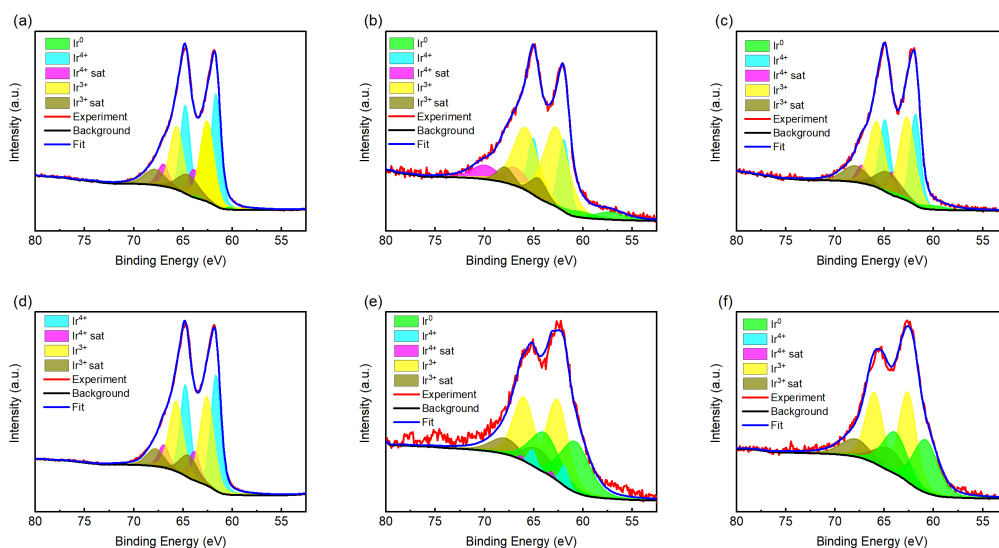 (a)
Intensity (a.u.)
Ir⁰
Ir⁴⁺
Ir⁴⁺ sat
Ir³⁺
Ir³⁺ sat
Experiment
Background
Fit
80 75 70 65 60 55
Binding Energy (eV)
(b)
Intensity (a.u.)
Ir⁰
Ir⁴⁺
Ir⁴⁺ sat
Ir³⁺
Ir³⁺ sat
Experiment
Background
Fit
80 75 70 65 60 55
Binding Energy (eV)
(c)
Intensity (a.u.)
Ir⁰
Ir⁴⁺
Ir⁴⁺ sat
Ir³⁺
Ir³⁺ sat
Experiment
Background
Fit
80 75 70 65 60 55
Binding Energy (eV)
(d)
Intensity (a.u.)
Ir⁴⁺
Ir⁴⁺ sat
Ir³⁺
Ir³⁺ sat
Experiment
Background
Fit
80 75 70 65 60 55
Binding Energy (eV)
(e)
Intensity (a.u.)
Ir⁰
Ir⁴⁺
Ir⁴⁺ sat
Ir³⁺
Ir³⁺ sat
Experiment
Background
Fit
80 75 70 65 60 55
Binding Energy (eV)
(f)
Intensity (a.u.)
Ir⁰
Ir⁴⁺
Ir⁴⁺ sat
Ir³⁺
Ir³⁺ sat
Experiment
Background
Fit
80 75 70 65 60 55
Binding Energy (eV)